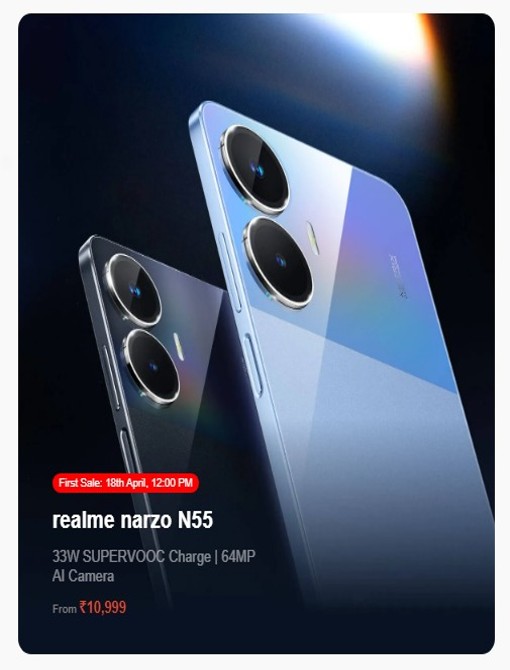 First Sale: 18th April, 12:00 PM
realme narzo N55
33W SUPERVOOC Charge | 64MP
AI Camera
From ₹10,999